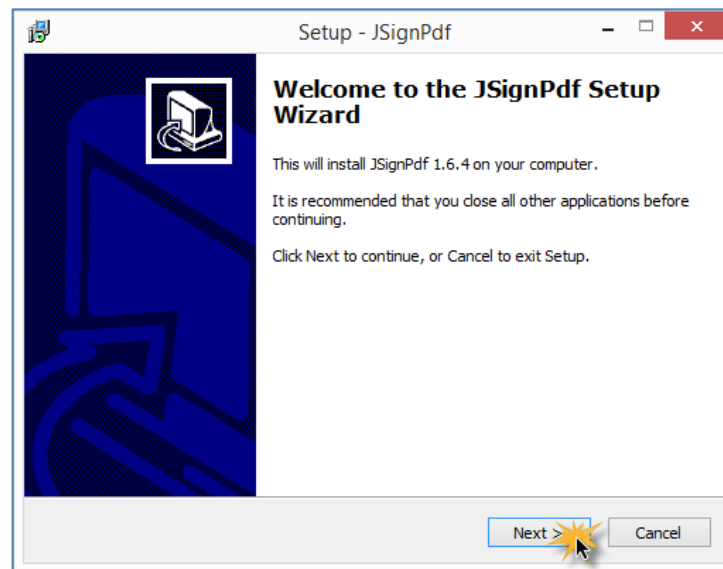 Setup - JSignPdf
Welcome to the JSignPdf Setup
Wizard
This will install JSignPdf 1.6.4 on your computer.
It is recommended that you close all other applications before
continuing.
Click Next to continue, or Cancel to exit Setup.
Next >
Cancel